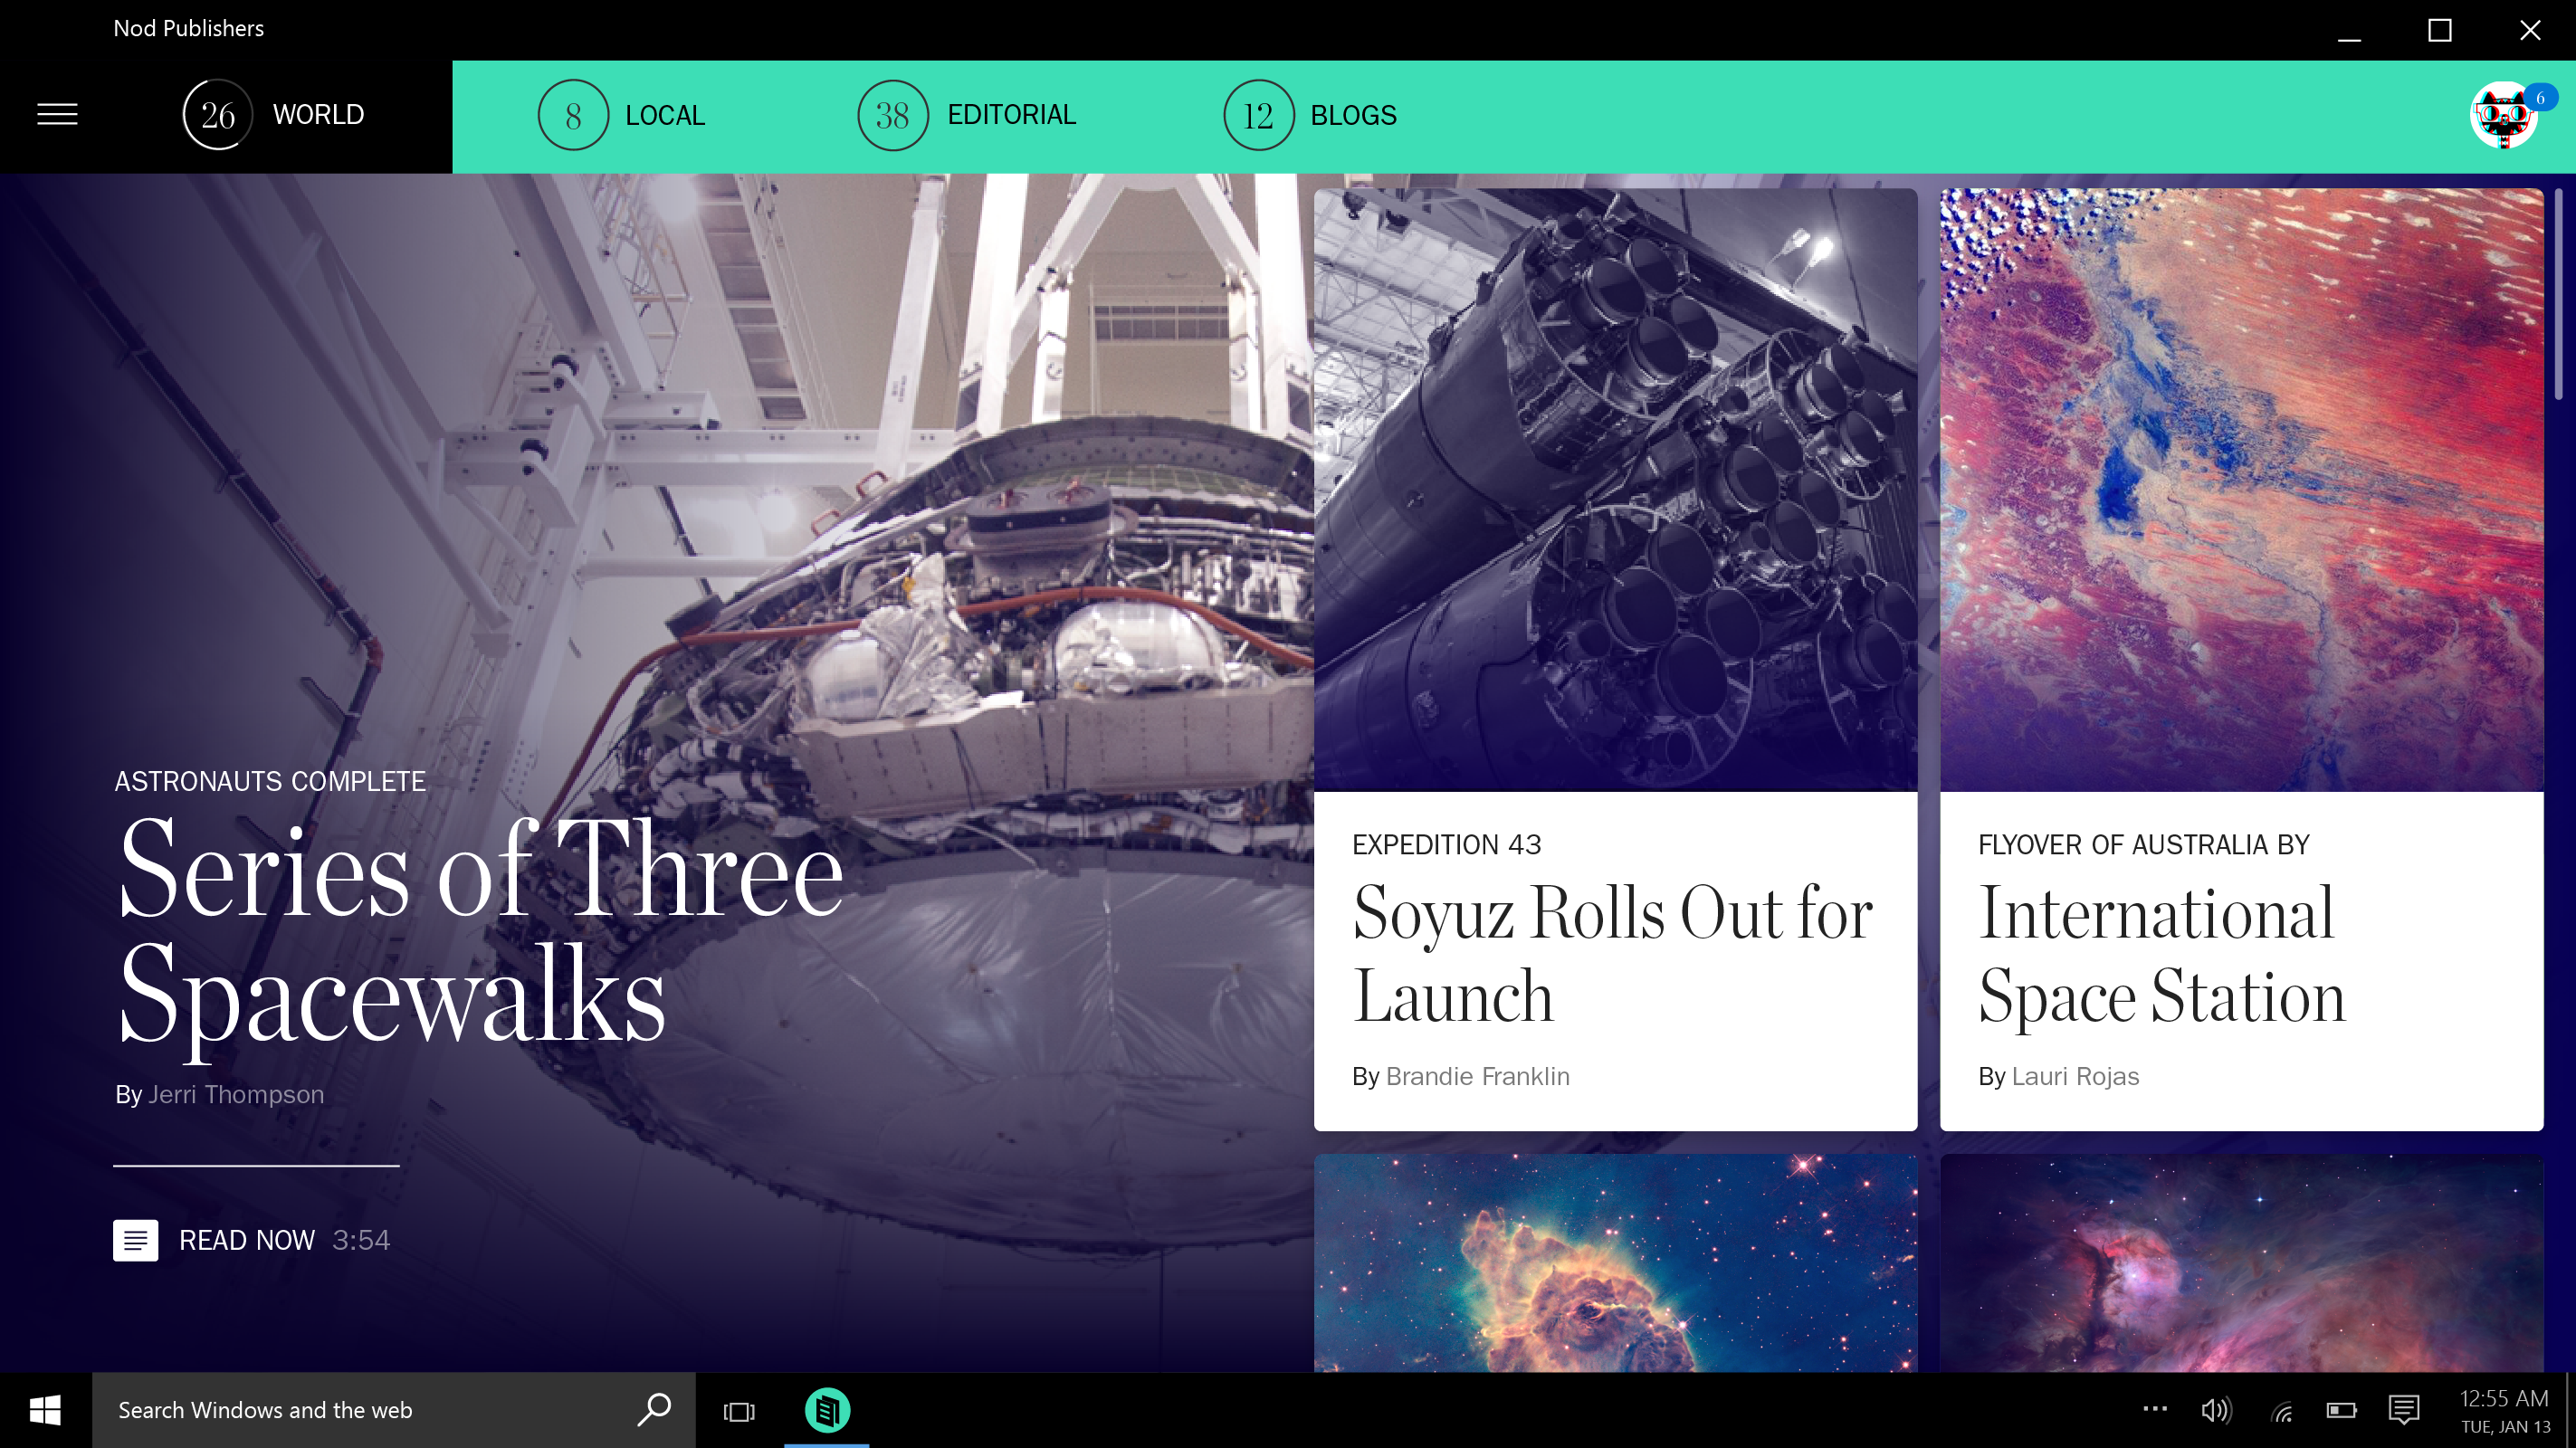 Nod Publishers
26 WORLD
8 LOCAL
38 EDITORIAL
12 BLOGS
6
ASTRONAUTS COMPLETE
Series of Three
Spacewalks
By Jerri Thompson
READ NOW 3:54
EXPEDITION 43
Soyuz Rolls Out for
Launch
By Brandie Franklin
FLYOVER OF AUSTRALIA BY
International
Space Station
By Lauri Rojas
Search Windows and the web
12:55 AM
TUE, JAN 13